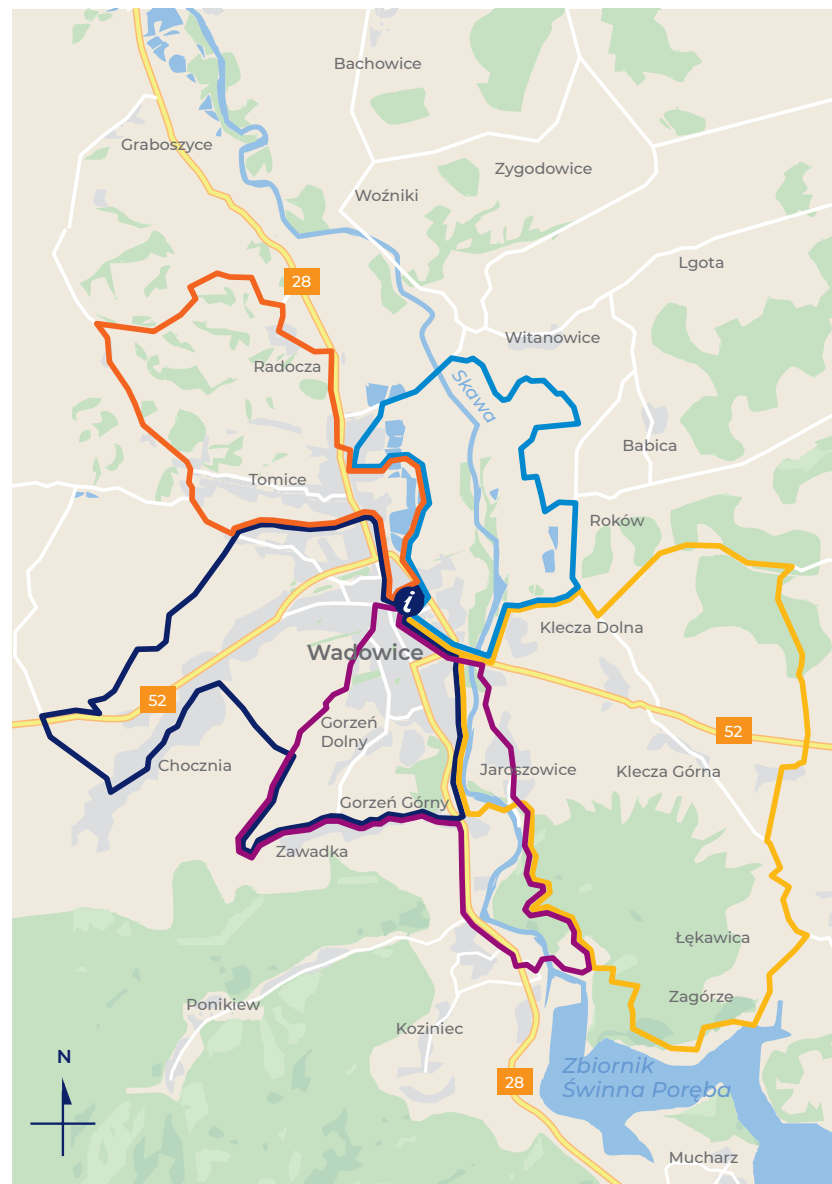 Bachowice
Graboszyce
Zygodowice
Woźniki
Lgota
28
Witanowice
Radocza
Skawa
Babica
Tomice
Roków
i
Klecza Dolna
Wadowice
52
Gorzeń
Dolny
52
Chocznia
Jaroszowice
Klecza Górna
Gorzeń Górny
Zawadka
Łękawica
Zagórze
Ponikiew
Koziniec
N
Zbiornik
Świnna Poręba
28
Mucharz